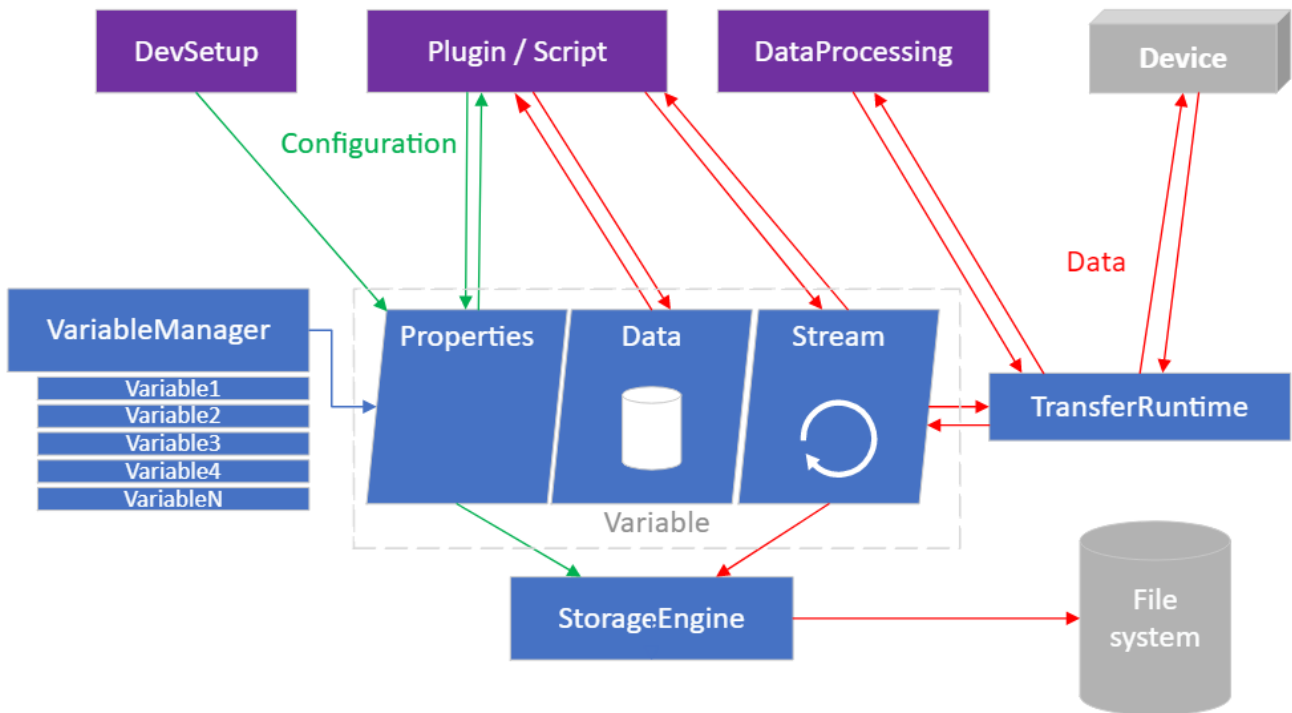 DevSetup
Plugin / Script
DataProcessing
Device
Configuration
Data
VariableManager
Variable1
Variable2
Variable3
Variable4
VariableN
Properties
Data
Stream
TransferRuntime
Variable
StorageEngine
File
system